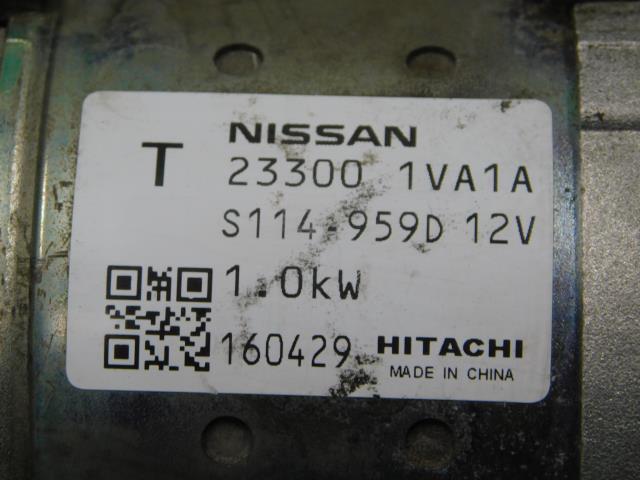 NISSAN
T 23300 1VA1A
S114-959D 12V
1.0kW
160429 HITACHI
MADE IN CHINA